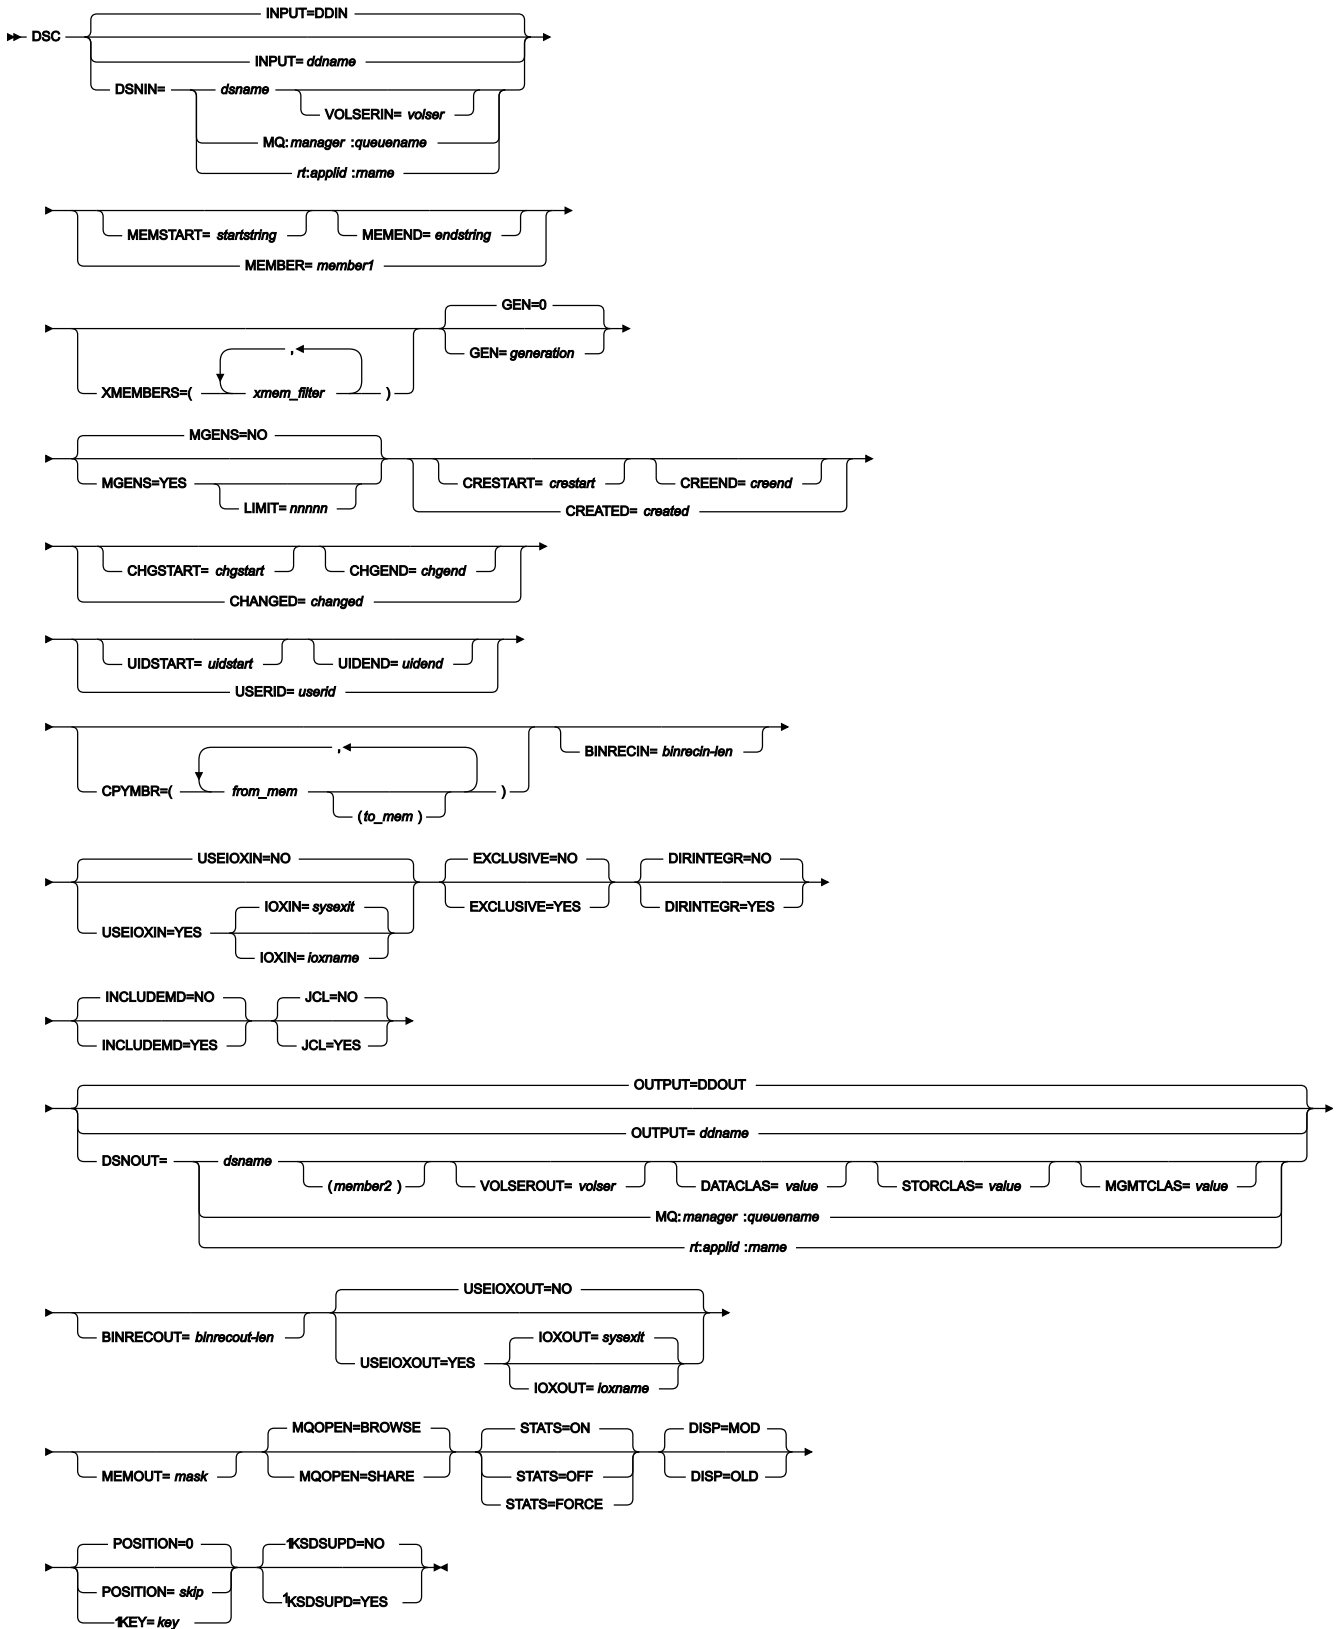 INPUT=DDIN
DSC
INPUT= ddname
DSNIN= dsname
VOLSERIN= volser
MQ:manager :queuename
rt:applid :rname
MEMSTART= startstring MEMEND= endstring
MEMBER= member1
GEN=0
GEN= generation
,
XMEMBERS=( xmem_filter )
MGENS=NO
MGENS=YES CRESTART= crestart CREEND= creend
LIMIT= nnnnn CREATED= created
CHGSTART= chgstart CHGEND= chgend
CHANGED= changed
UIDSTART= uidstart UIDEND= uidend
USERID= userid
, BINRECIN= binrecin-len
CPYMBR=( from_mem )
(to_mem )
USEIOXIN=NO EXCLUSIVE=NO DIRINTEGR=NO
IOXIN= sysexit EXCLUSIVE=YES DIRINTEGR=YES
USEIOXIN=YES
IOXIN= ioxname
INCLUDEMD=NO JCL=NO
INCLUDEMD=YES JCL=YES
OUTPUT=DDOUT
OUTPUT= ddname
DSNOUT= dsname
(member2 ) VOLSEROUT= volser DATACLAS= value STORCLAS= value MGMTCLAS= value
MQ:manager :queuename
rt:applid :rname
USEIOXOUT=NO
BINRECOUT= binrecout-len IOXOUT= sysexit
USEIOXOUT=YES
IOXOUT= ioxname
MQOPEN=BROWSE STATS=ON DISP=MOD
MEMOUT= mask MQOPEN=SHARE STATS=OFF DISP=OLD
STATS=FORCE
POSITION=0 1KSDSUPD=NO
POSITION= skip 1KSDSUPD=YES
1KEY= key